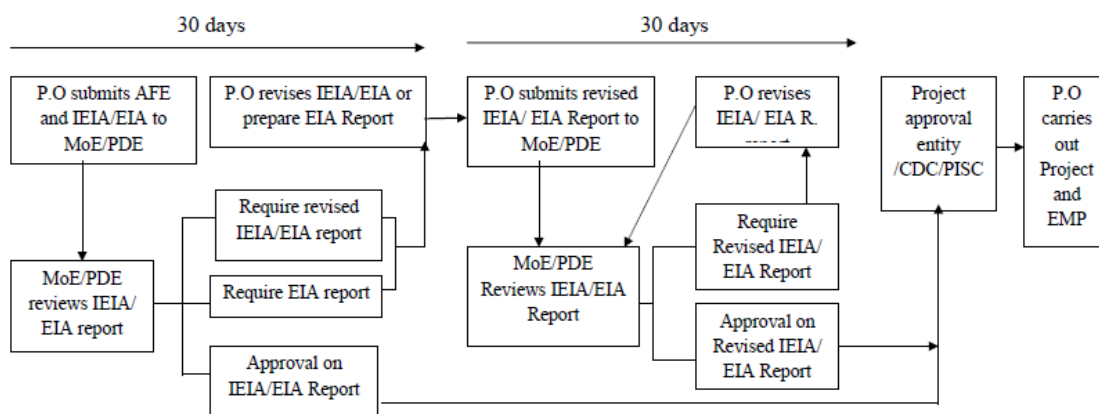 30 days
30 days
P.O submits AFE
and IEIA/EIA to
MoE/PDE
P.O revises IEIA/EIA or
prepare EIA Report
P.O submits revised
IEIA/ EIA Report to
MoE/PDE
P.O revises
IEIA/ EIA R.
Project
approval
entity
/CDC/PISC
P.O
carries
out
Project
and
EMP
Require revised
IEIA/EIA report
Require EIA report
MoE/PDE
reviews IEIA/
EIA report
Approval on
IEIA/EIA Report
MoE/PDE
Reviews IEIA/EIA
Report
Require
Revised IEIA/
EIA Report
Approval on
Revised IEIA/
EIA Report